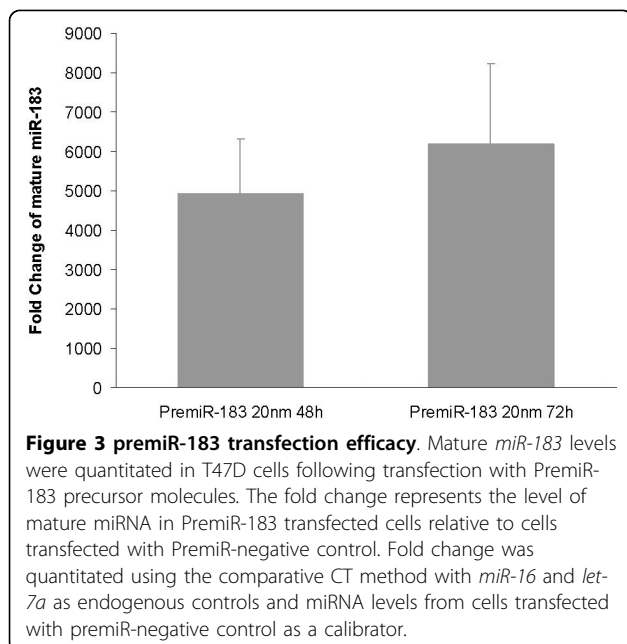 9000
8000
7000
6000
5000
4000
3000
2000
1000
0
Fold Change of mature miR-183
PremiR-183 20nm 48h
PremiR-183 20nm 72h
Figure 3 premiR-183 transfection efficacy. Mature miR-183 levels
were quantitated in T47D cells following transfection with PremiR-
183 precursor molecules. The fold change represents the level of
mature miRNA in PremiR-183 transfected cells relative to cells
transfected with PremiR-negative control. Fold change was
quantitated using the comparative CT method with miR-16 and let-
7a as endogenous controls and miRNA levels from cells transfected
with premiR-negative control as a calibrator.